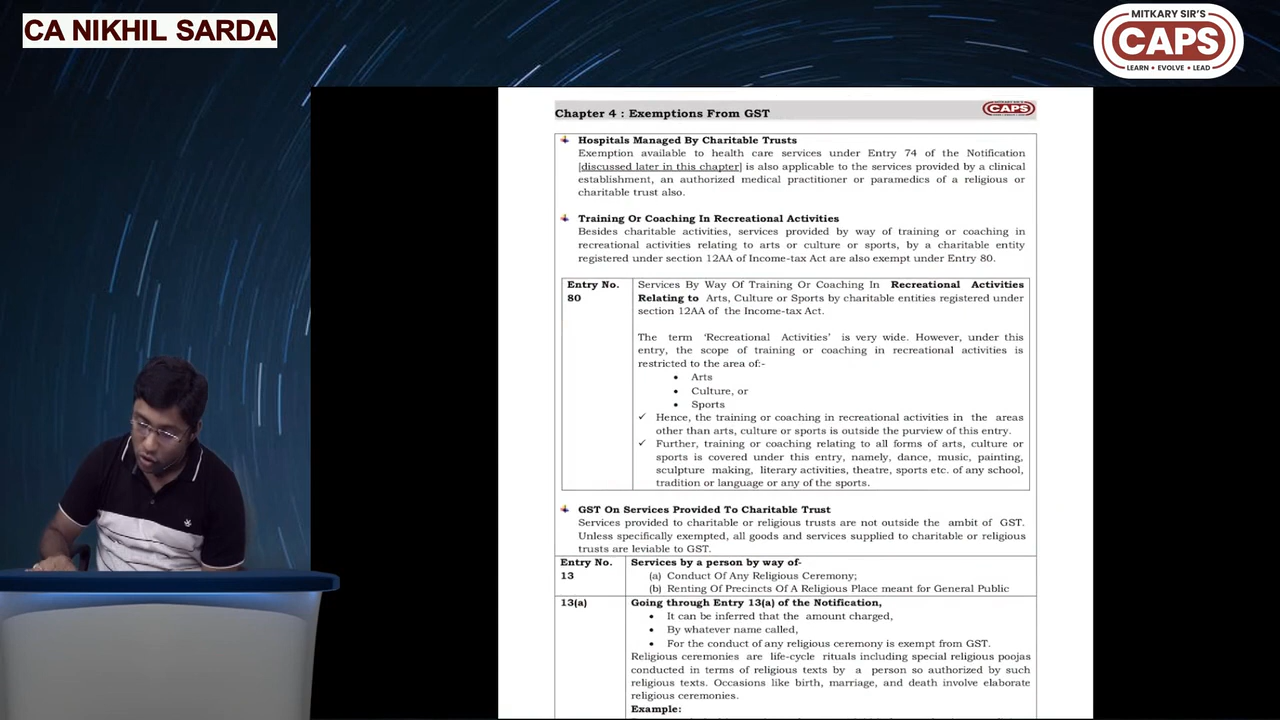 CA NIKHIL SARDA
MITKARY SIR'S
CAPS
LEARN • EVOLVE • LEAD
Chapter 4 : Exemptions From GST
CAPS
Hospitals Managed By Charitable Trusts
Exemption available to health care services under Entry 74 of the Notification
[discussed later in this chapter] is also applicable to the services provided by a clinical
establishment, an authorized medical practitioner or paramedics of a religious or
charitable trust also.
Training Or Coaching In Recreational Activities
Besides charitable activities, services provided by way of training or coaching in
recreational activities relating to arts or culture or sports, by a charitable entity
registered under section 12AA of Income-tax Act are also exempt under Entry 80.
Entry No. Services By Way Of Training Or Coaching In Recreational Activities
80 Relating to Arts, Culture or Sports by charitable entities registered under
section 12AA of the Income-tax Act.
The term 'Recreational Activities' is very wide. However, under this
entry, the scope of training or coaching in recreational activities is
restricted to the area of:-
• Arts
• Culture, or
• Sports
✓ Hence, the training or coaching in recreational activities in the areas
other than arts, culture or sports is outside the purview of this entry.
✓ Further, training or coaching relating to all forms of arts, culture or
sports is covered under this entry, namely, dance, music, painting,
sculpture making, literary activities, theatre, sports etc. of any school,
tradition or language or any of the sports.
GST On Services Provided To Charitable Trust
Services provided to charitable or religious trusts are not outside the ambit of GST.
Unless specifically exempted, all goods and services supplied to charitable or religious
trusts are leviable to GST.
Entry No. Services by a person by way of-
13 (a) Conduct Of Any Religious Ceremony;
(b) Renting Of Precincts Of A Religious Place meant for General Public
13(a) Going through Entry 13(a) of the Notification,
• It can be inferred that the amount charged,
• By whatever name called,
• For the conduct of any religious ceremony is exempt from GST.
Religious ceremonies are life-cycle rituals including special religious poojas
conducted in terms of religious texts by a person so authorized by such
religious texts. Occasions like birth, marriage, and death involve elaborate
religious ceremonies.
Example: